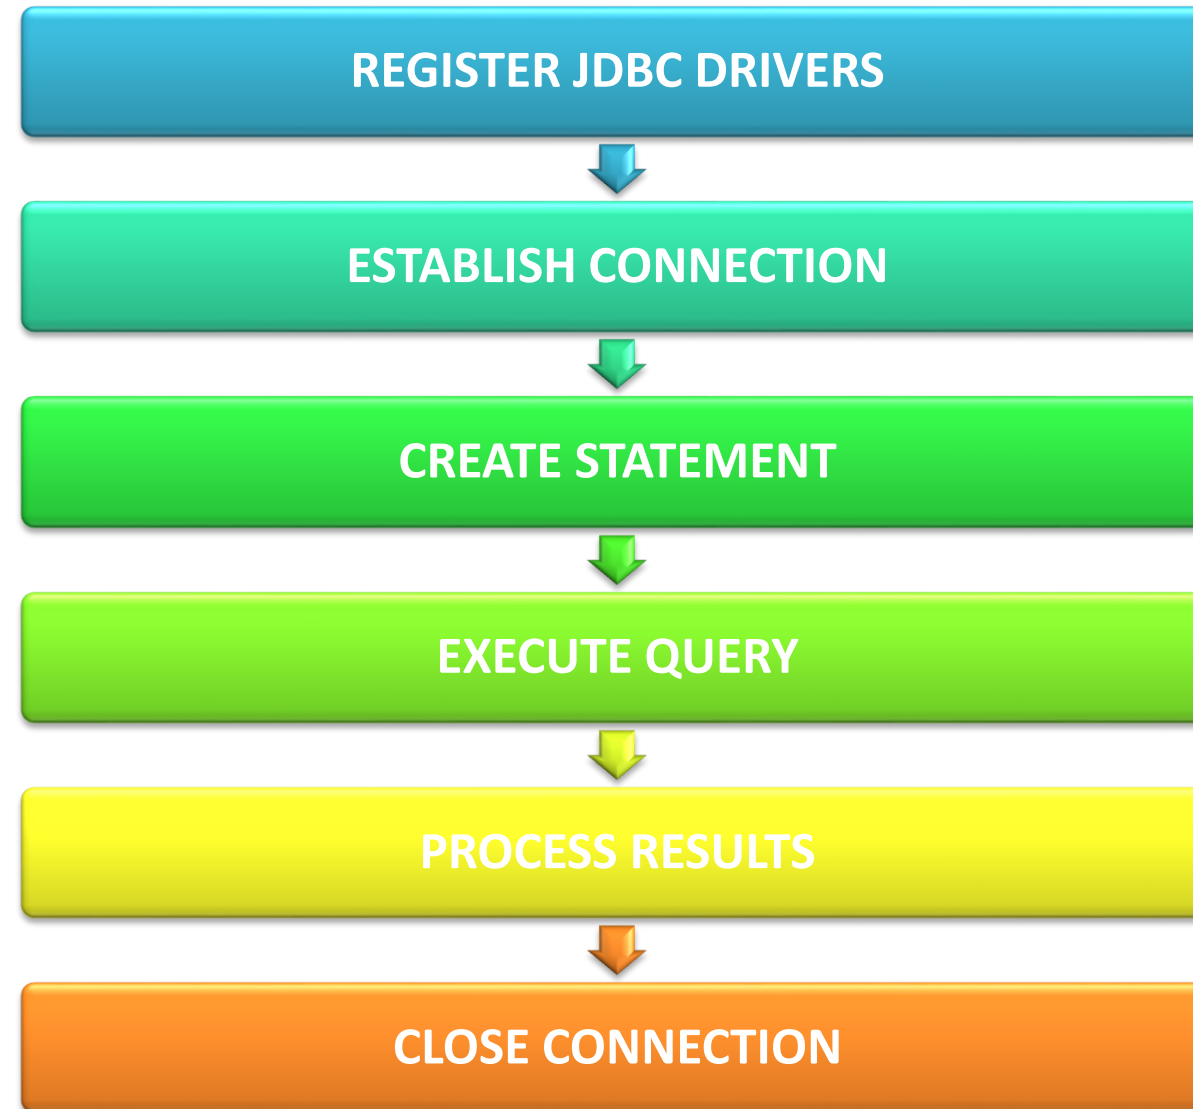 REGISTER JDBC DRIVERS
ESTABLISH CONNECTION
CREATE STATEMENT
EXECUTE QUERY
PROCESS RESULTS
CLOSE CONNECTION